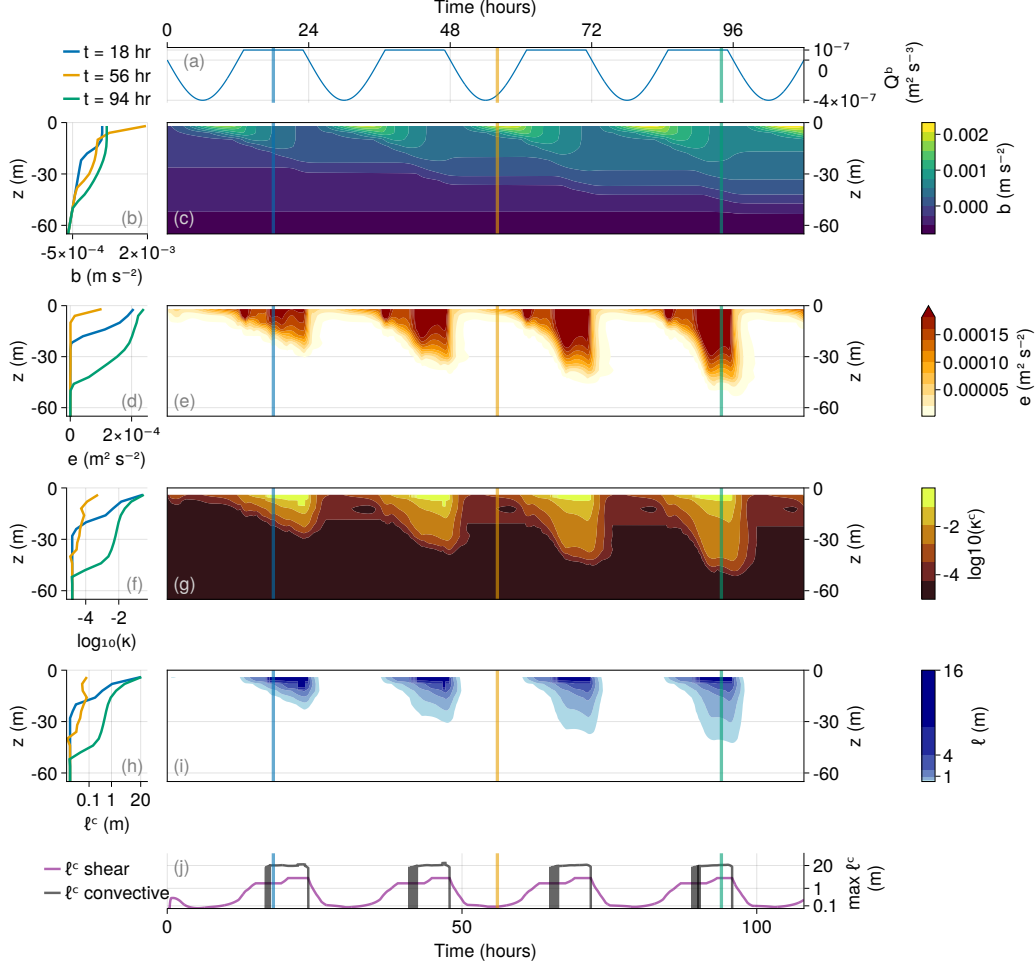 Time (hours)
0 24 48 72 96
t = 18 hr
t = 56 hr
t = 94 hr
(a)
10⁻⁷
0
-4×10⁻⁷
Qᵇ
(m² s⁻³)
0
-30
-60
z (m)
(b)
-5×10⁻⁴ 2×10⁻³
b (m s⁻²)
(c)
0
-30
-60
z (m)
0.002
0.001
0.000
b (m s⁻²)
0
-30
-60
z (m)
(d)
0 2×10⁻⁴
e (m² s⁻²)
(e)
0
-30
-60
z (m)
0.00015
0.00010
0.00005
e (m² s⁻²)
0
-30
-60
z (m)
(f)
-4 -2
log₁₀(κ)
(g)
0
-30
-60
z (m)
-2
-4
log10(κᶜ)
0
-30
-60
z (m)
(h)
0.1 1 20
ℓᶜ (m)
(i)
0
-30
-60
z (m)
16
4
1
ℓ (m)
ℓᶜ shear
ℓᶜ convective
(j)
20
1
0.1
max ℓᶜ
(m)
0 50 100
Time (hours)